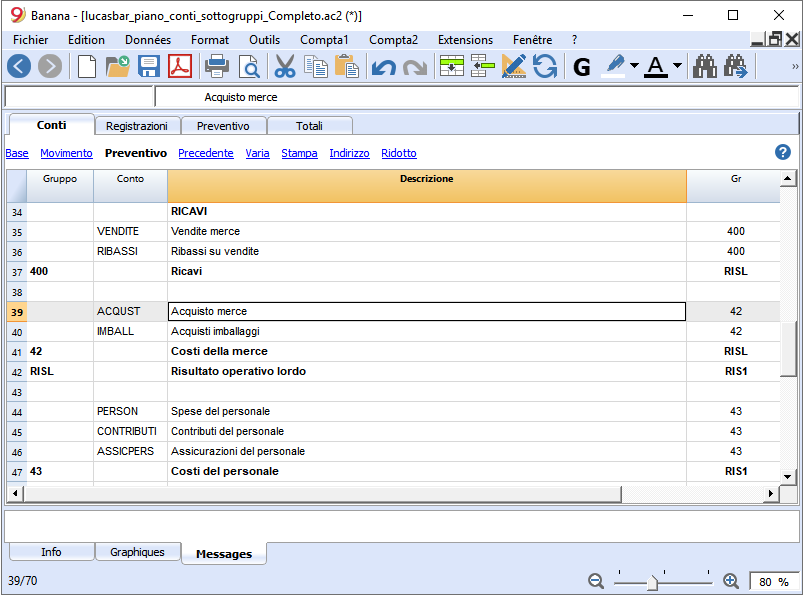 Banana - [lucasbar_piano_conti_sottogruppi_Completo.ac2 (*)]
Fichier Edition Données Format Outils Compta1 Compta2 Extensions Fenêtre ?
G A »
Acquisto merce
Conti Registrazioni Preventivo Totali
Base Movimento Preventivo Precedente Varia Stampa Indirizzo Ridotto ?
Gruppo Conto Descrizione Gr
34 RICAVI
35 VENDITE Vendite merce 400
36 RIBASSI Ribassi su vendite 400
37 400 Ricavi RISL
38
39 ACQUST Acquisto merce 42
40 IMBALL Acquisti imballaggi 42
41 42 Costi della merce RISL
42 RISL Risultato operativo lordo RIS1
43
44 PERSON Spese del personale 43
45 CONTRIBUTI Contributi del personale 43
46 ASSICPERS Assicurazioni del personale 43
47 43 Costi del personale RIS1
Info Graphiques Messages
39/70 80 %